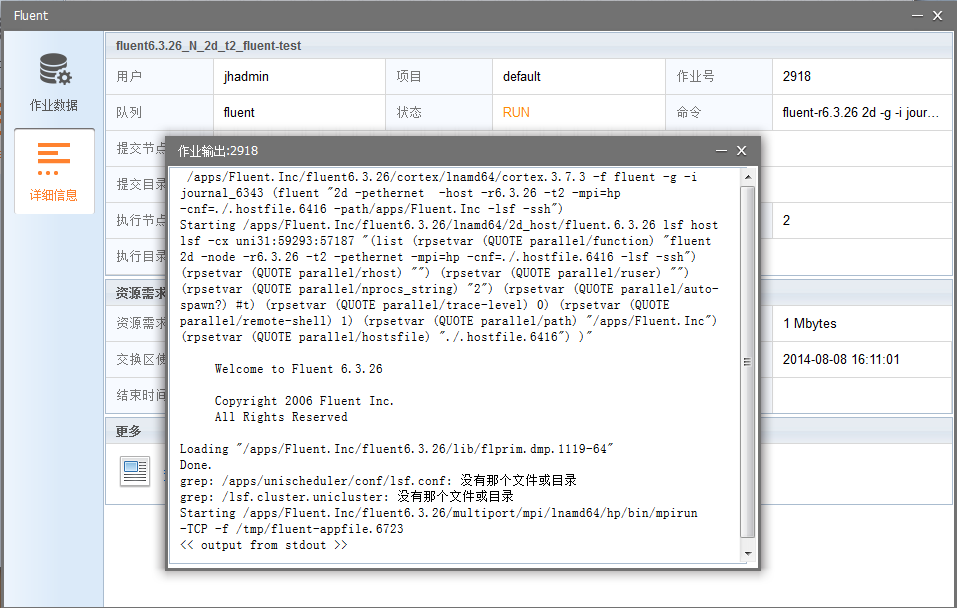 Fluent
作业数据
详细信息
fluent6.3.26_N_2d_t2_fluent-test
用户 jhadmin 项目 default 作业号 2918
队列 fluent 状态 RUN 命令 fluent-r6.3.26 2d -g -i jour...
提交节点
提交目录
执行节点 2
执行目录
资源需求
资源需求 1 Mbytes
交换区使 2014-08-08 16:11:01
结束时间
更多
作业输出:2918
/apps/Fluent.Inc/fluent6.3.26/cortex/lnamd64/cortex.3.7.3 -f fluent -g -i
journal_6343 (fluent "2d -pethernet  -host -r6.3.26 -t2 -mpi=hp
-cnf=./.hostfile.6416 -path/apps/Fluent.Inc -lsf -ssh")
Starting /apps/Fluent.Inc/fluent6.3.26/lnamd64/2d_host/fluent.6.3.26 lsf host
lsf -cx uni31:59293:57187 "(list (rpsetvar (QUOTE parallel/function) "fluent
2d -node -r6.3.26 -t2 -pethernet -mpi=hp -cnf=./.hostfile.6416 -lsf -ssh")
(rpsetvar (QUOTE parallel/rhost) "") (rpsetvar (QUOTE parallel/ruser) "")
(rpsetvar (QUOTE parallel/nprocs_string) "2") (rpsetvar (QUOTE parallel/auto-
spawn?) #t) (rpsetvar (QUOTE parallel/trace-level) 0) (rpsetvar (QUOTE
parallel/remote-shell) 1) (rpsetvar (QUOTE parallel/path) "/apps/Fluent.Inc")
(rpsetvar (QUOTE parallel/hostsfile) "./.hostfile.6416") )"
Welcome to Fluent 6.3.26
Copyright 2006 Fluent Inc.
All Rights Reserved
Loading "/apps/Fluent.Inc/fluent6.3.26/lib/flprim.dmp.1119-64"
Done.
grep: /apps/unischeduler/conf/lsf.conf: 没有那个文件或目录
grep: /lsf.cluster.unicluster: 没有那个文件或目录
Starting /apps/Fluent.Inc/fluent6.3.26/multiport/mpi/lnamd64/hp/bin/mpirun
-TCP -f /tmp/fluent-appfile.6723
<< output from stdout >>